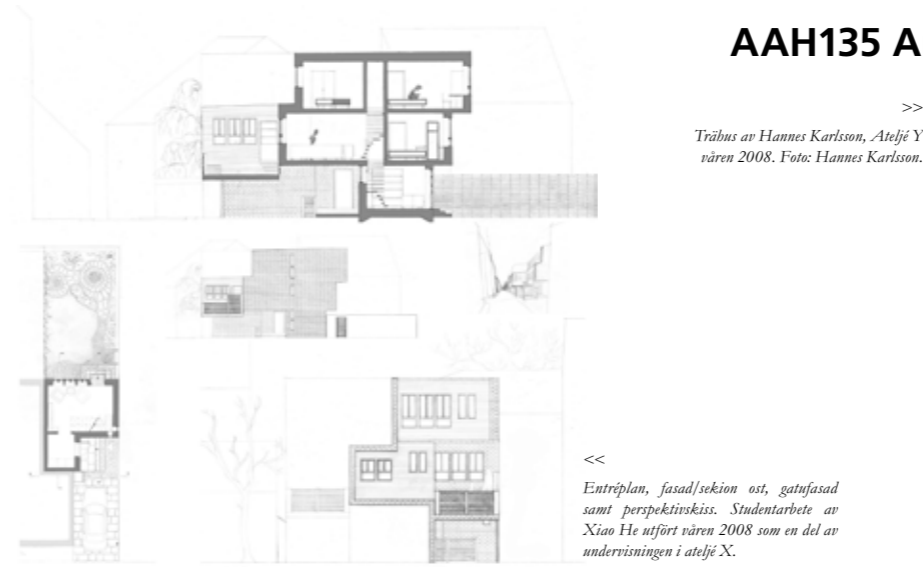 AAH135 A
>>
Trähus av Hannes Karlsson, Ateljé Y
våren 2008. Foto: Hannes Karlsson.
<<
Entréplan, fasad/sekion ost, gatufasad
samt perspektivskiss. Studentarbete av
Xiao He utfört våren 2008 som en del av
undervisningen i ateljé X.